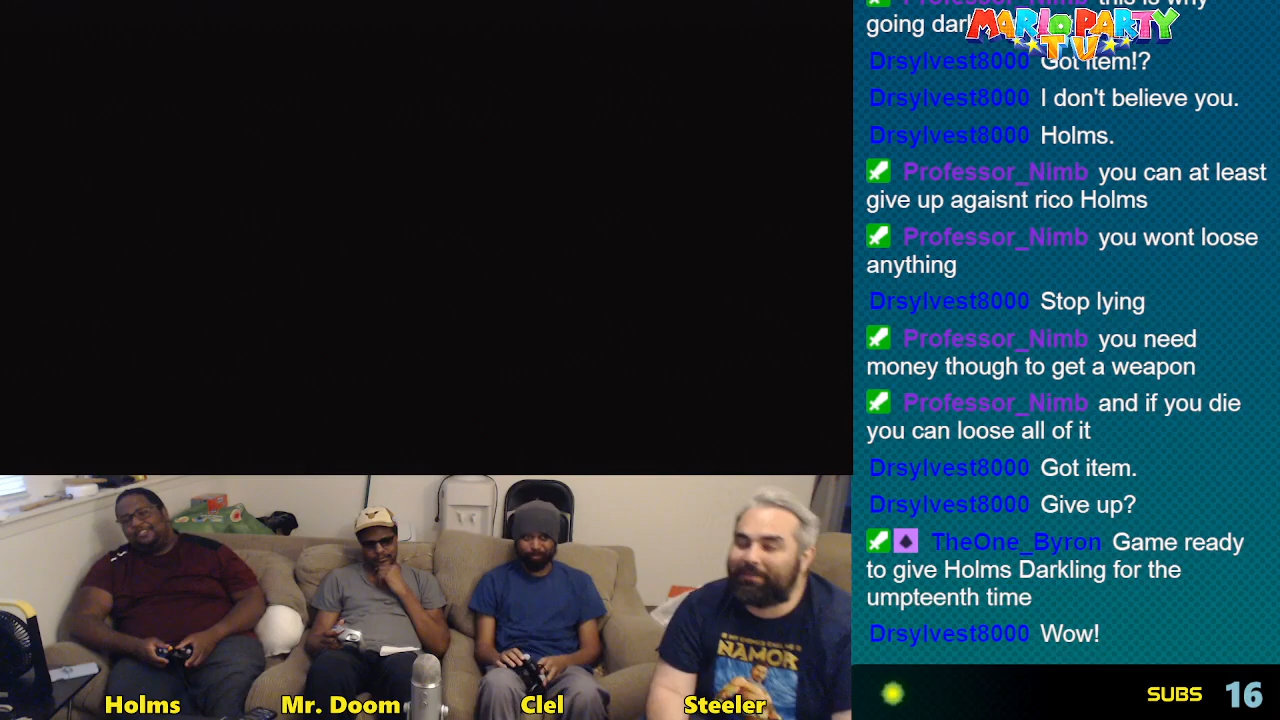 Professor_Nimb this is why
going dar
MARIO PARTY
TV
Drsylvest8000 Got item!?
Drsylvest8000 I don't believe you.
Drsylvest8000 Holms.
Professor_Nimb you can at least
give up agaisnt rico Holms
Professor_Nimb you wont loose
anything
Drsylvest8000 Stop lying
Professor_Nimb you need
money though to get a weapon
Professor_Nimb and if you die
you can loose all of it
Drsylvest8000 Got item.
Drsylvest8000 Give up?
TheOne_Byron Game ready
to give Holms Darkling for the
umpteenth time
Drsylvest8000 Wow!
NAMOR
Holms
Mr. Doom
Clel
Steeler
SUBS 16